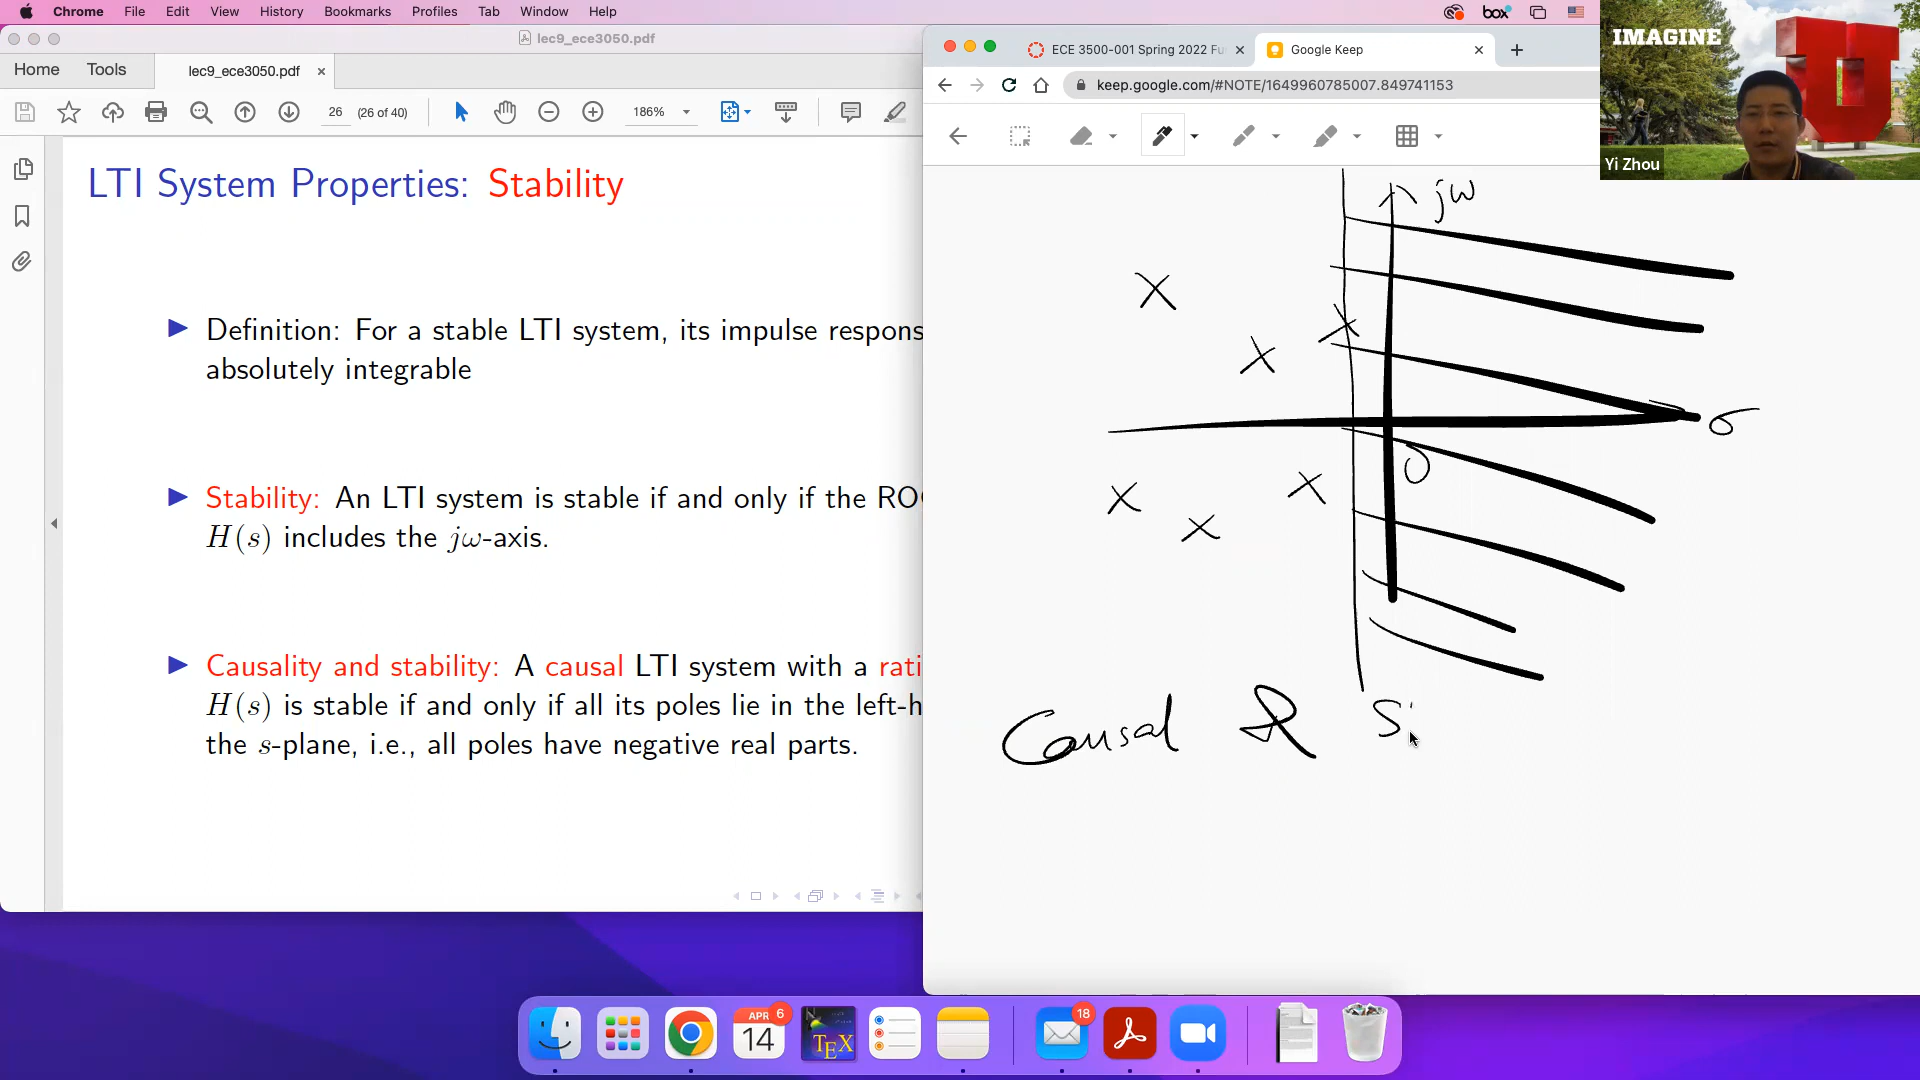 Chrome File Edit View History Bookmarks Profiles Tab Window Help
box
lec9_ece3050.pdf
Home Tools lec9_ece3050.pdf ×
26 (26 of 40) 186%
LTI System Properties: Stability
▶ Definition: For a stable LTI system, its impulse respons
absolutely integrable
▶ Stability: An LTI system is stable if and only if the RO
H(s) includes the jω-axis.
▶ Causality and stability: A causal LTI system with a rati
H(s) is stable if and only if all its poles lie in the left-h
the s-plane, i.e., all poles have negative real parts.
ECE 3500-001 Spring 2022 Fu
Google Keep
keep.google.com/#NOTE/1649960785007.849741153
jω
X
X
X
σ
0
X
X
X
Causal & S
IMAGINE
U
Yi Zhou
APR 6
14
TEX
18